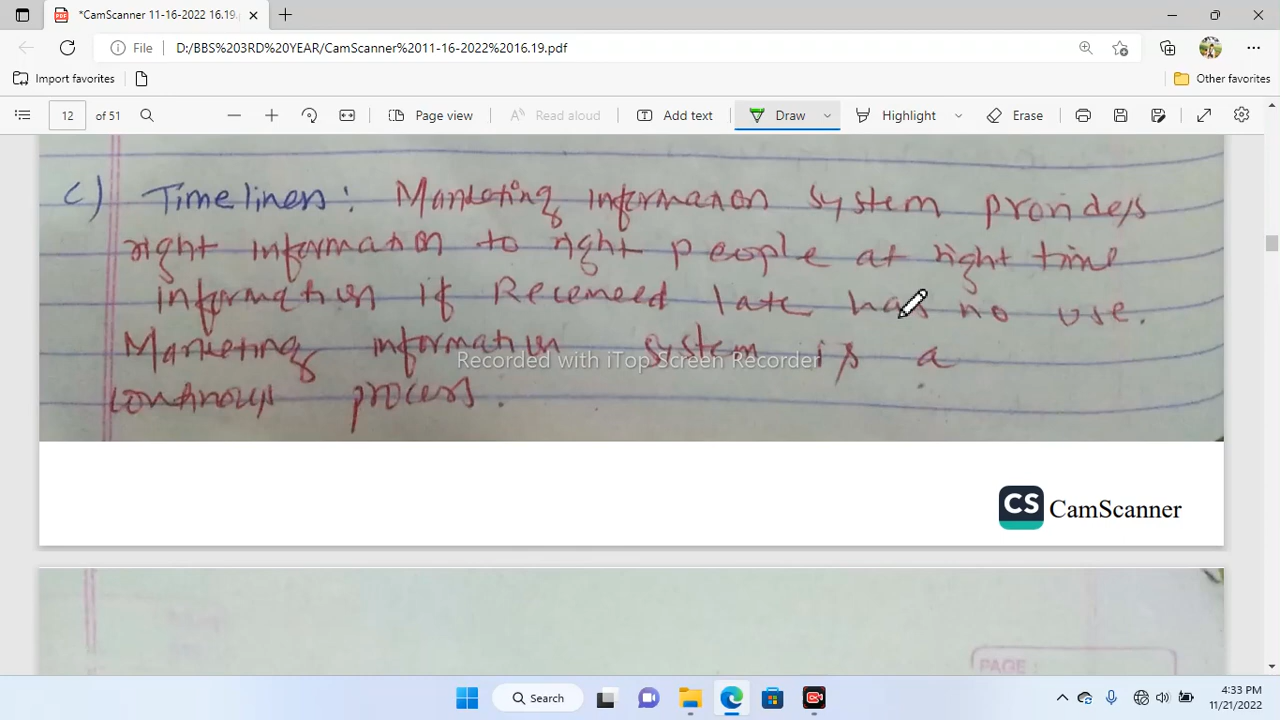 *CamScanner 11-16-2022 16.19.
File D:/BBS%203RD%20YEAR/CamScanner%2011-16-2022%2016.19.pdf
Import favorites Other favorites
12 of 51 Page view Read aloud Add text Draw Highlight Erase
c) Timeliness: Marketing information system provides
right information to right people at right time
information if Received late has no use.
Marketing information system is a
Recorded with iTop Screen Recorder
continuous process.
CS CamScanner
PAGE:
Search
4:33 PM
11/21/2022